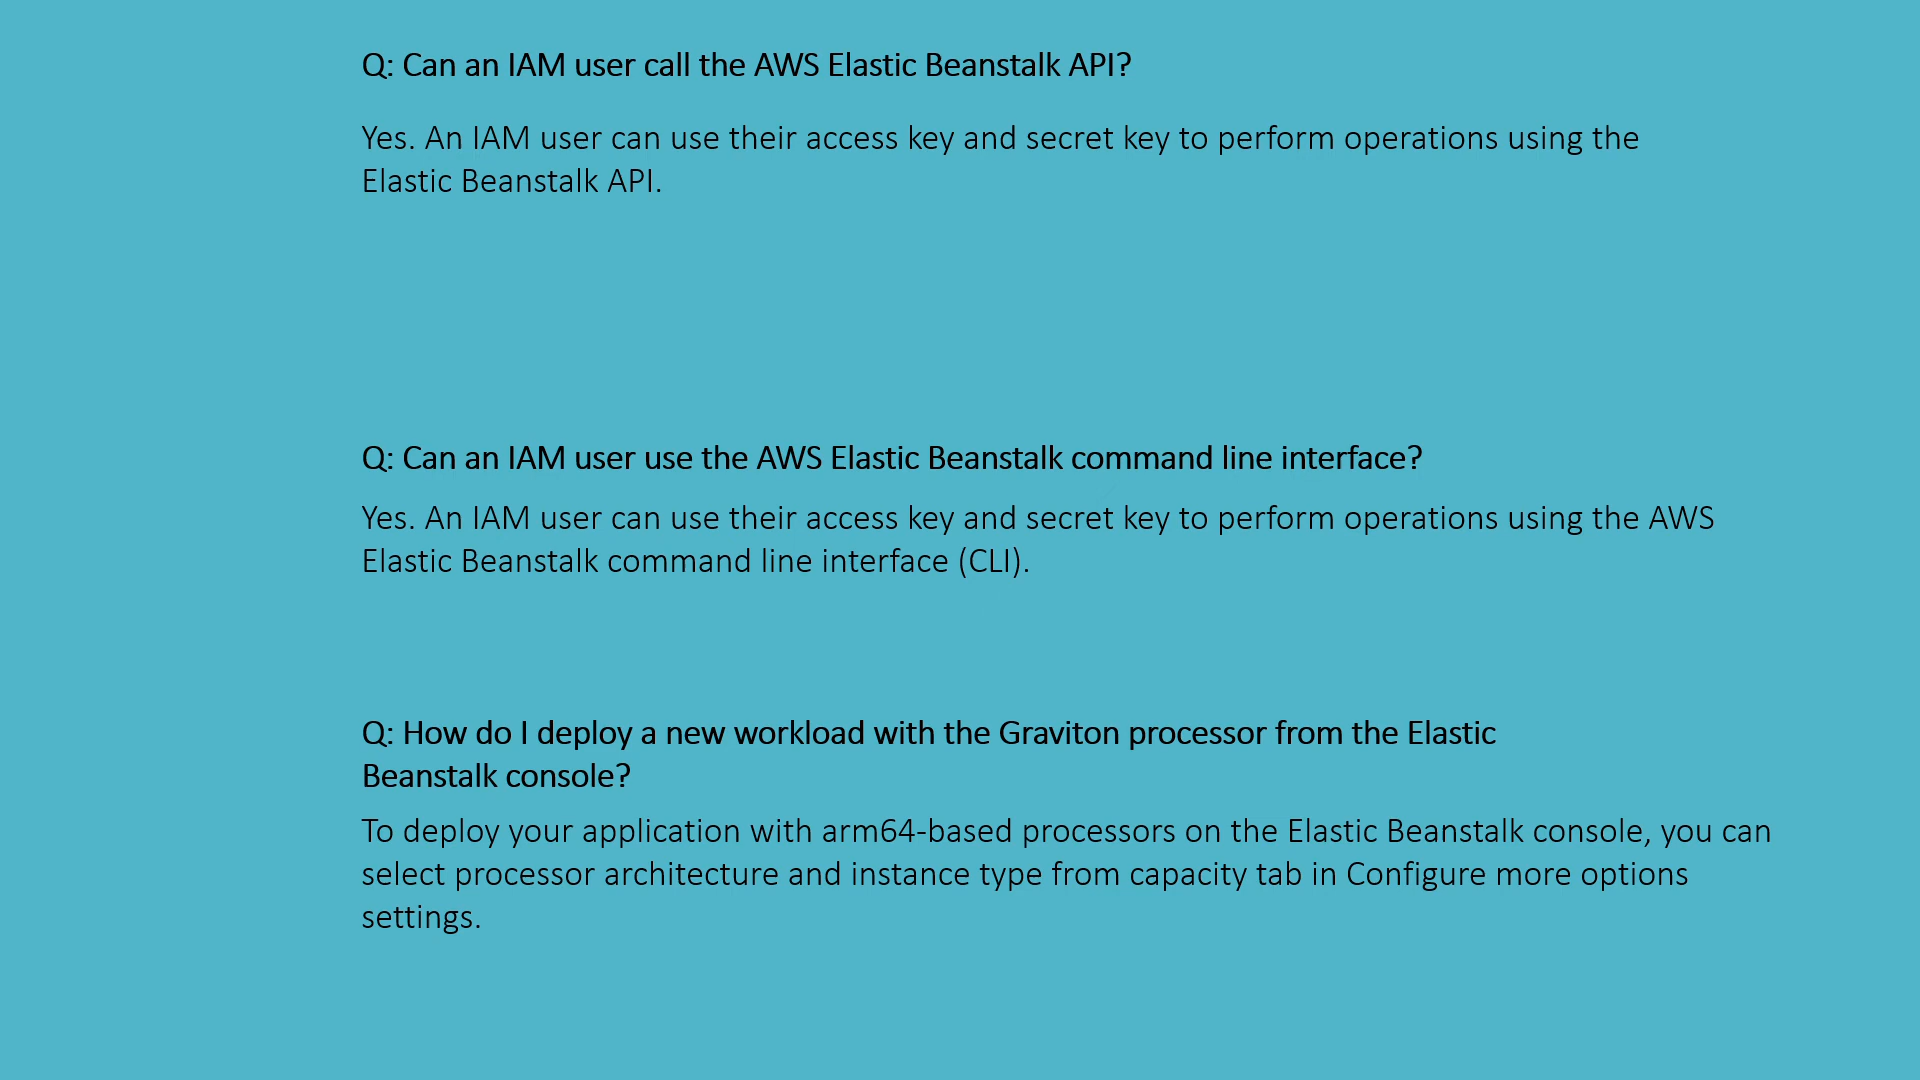 Q: Can an IAM user call the AWS Elastic Beanstalk API?
Yes. An IAM user can use their access key and secret key to perform operations using the
Elastic Beanstalk API.
Q: Can an IAM user use the AWS Elastic Beanstalk command line interface?
Yes. An IAM user can use their access key and secret key to perform operations using the AWS
Elastic Beanstalk command line interface (CLI).
Q: How do I deploy a new workload with the Graviton processor from the Elastic
Beanstalk console?
To deploy your application with arm64-based processors on the Elastic Beanstalk console, you can
select processor architecture and instance type from capacity tab in Configure more options
settings.